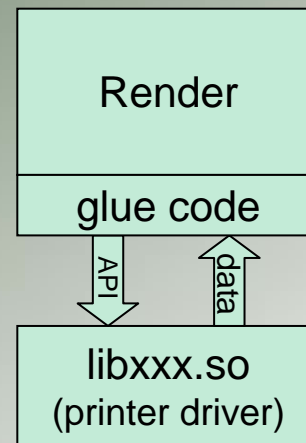 Render
glue code
API
data
libxxx.so
(printer driver)